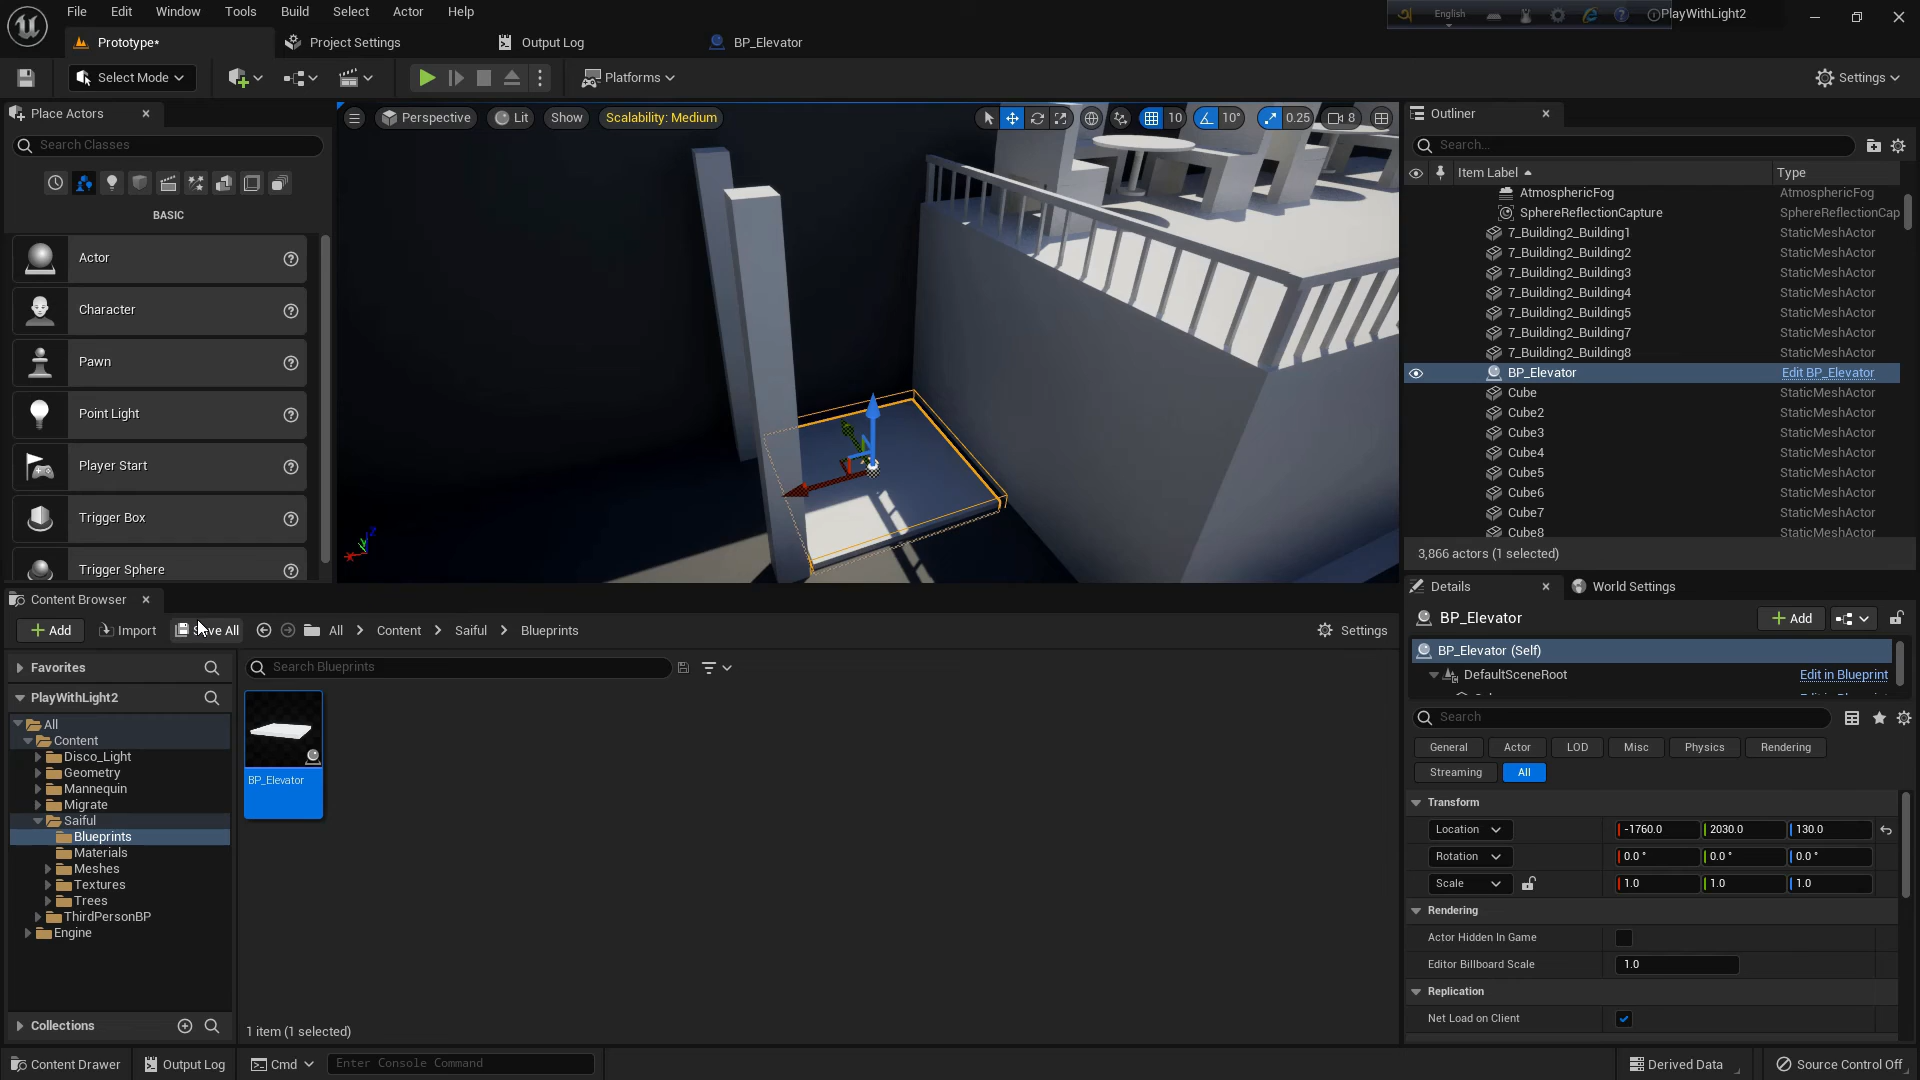 File Edit Window Tools Build Select Actor Help
English
PlayWithLight2
Prototype*
Project Settings
Output Log
BP_Elevator
Select Mode
Platforms
Settings
Place Actors
Search Classes
BASIC
Actor
Character
Pawn
Point Light
Player Start
Trigger Box
Trigger Sphere
Perspective
Lit
Show
Scalability: Medium
10
10°
0.25
8
Outliner
Search...
Item Label
Type
AtmosphericFog AtmosphericFog
SphereReflectionCapture SphereReflectionCap
7_Building2_Building1 StaticMeshActor
7_Building2_Building2 StaticMeshActor
7_Building2_Building3 StaticMeshActor
7_Building2_Building4 StaticMeshActor
7_Building2_Building5 StaticMeshActor
7_Building2_Building7 StaticMeshActor
7_Building2_Building8 StaticMeshActor
BP_Elevator Edit BP_Elevator
Cube StaticMeshActor
Cube2 StaticMeshActor
Cube3 StaticMeshActor
Cube4 StaticMeshActor
Cube5 StaticMeshActor
Cube6 StaticMeshActor
Cube7 StaticMeshActor
Cube8 StaticMeshActor
3,866 actors (1 selected)
Content Browser
Add
Import
Save All
All
Content
Saiful
Blueprints
Settings
Favorites
PlayWithLight2
All
Content
Disco_Light
Geometry
Mannequin
Migrate
Saiful
Blueprints
Materials
Meshes
Textures
Trees
ThirdPersonBP
Engine
Collections
Search Blueprints
BP_Elevator
1 item (1 selected)
Details
World Settings
BP_Elevator
Add
BP_Elevator (Self)
DefaultSceneRoot Edit in Blueprint
Search
General Actor LOD Misc Physics Rendering
Streaming All
Transform
Location -1760.0 2030.0 130.0
Rotation 0.0 ° 0.0 ° 0.0 °
Scale 1.0 1.0 1.0
Rendering
Actor Hidden In Game
Editor Billboard Scale 1.0
Replication
Net Load on Client
Content Drawer
Output Log
Cmd
Enter Console Command
Derived Data
Source Control Off